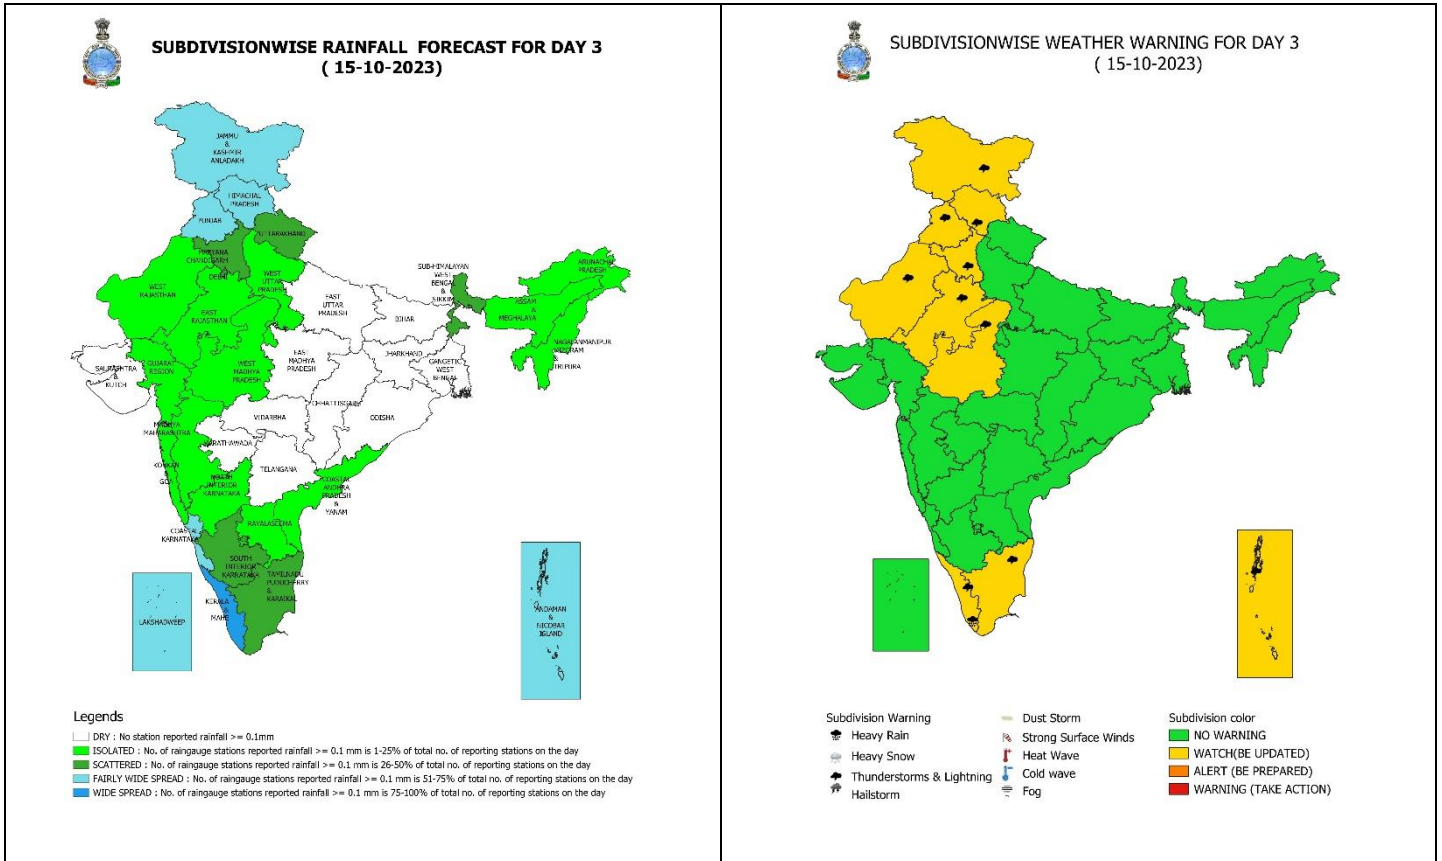 SUBDIVISIONWISE RAINFALL FORECAST FOR DAY 3
( 15-10-2023)
JAMMU
&
KASHMIR
ANLADAKH
HIMACHAL
PRADESH
PUNJAB
UTTARAKHAND
HARYANA
CHANDIGARH
&
DELHI
WEST
UTTAR
PRADESH
WEST
RAJASTHAN
EAST
RAJASTHAN
EAST
UTTAR
PRADESH
SUB-HIMALAYAN
WEST
BENGAL
&
SIKKIM
ARUNACHAL
PRADESH
ASSAM
&
MEGHALAYA
NAGALANMANIPUR
MIZORAM
&
TRIPURA
BIHAR
JHARKHAND
GANGETIC
WEST
BENGAL
EAST
MADHYA
PRADESH
WEST
MADHYA
PRADESH
GUJARAT
REGION
SAURASHTRA
&
KUTCH
CHHATTISGARH
ODISHA
VIDARBHA
MADHYA
MAHARASHTRA
MARATHAWADA
TELANGANA
KONKAN
&
GOA
NORTH
INTERIOR
KARNATAKA
COASTAL
ANDHRA
PRADESH
&
YANAM
RAYALASEEMA
COASTAL
KARNATAKA
SOUTH
INTERIOR
KARNATAKA
TAMILNADU
PUDUCHERRY
&
KARAIKAL
KERALA
&
MAHE
LAKSHADWEEP
ANDAMAN
&
NICOBAR
ISLAND
Legends
DRY : No station reported rainfall >= 0.1mm
ISOLATED : No. of raingauge stations reported rainfall >= 0.1 mm is 1-25% of total no. of reporting stations on the day
SCATTERED : No. of raingauge stations reported rainfall >= 0.1 mm is 26-50% of total no. of reporting stations on the day
FAIRLY WIDE SPREAD : No. of raingauge stations reported rainfall >= 0.1 mm is 51-75% of total no. of reporting stations on the day
WIDE SPREAD : No. of raingauge stations reported rainfall >= 0.1 mm is 75-100% of total no. of reporting stations on the day
SUBDIVISIONWISE WEATHER WARNING FOR DAY 3
( 15-10-2023)
Subdivision Warning
Heavy Rain
Heavy Snow
Thunderstorms & Lightning
Hailstorm
Dust Storm
Strong Surface Winds
Heat Wave
Cold wave
Fog
Subdivision color
NO WARNING
WATCH(BE UPDATED)
ALERT (BE PREPARED)
WARNING (TAKE ACTION)